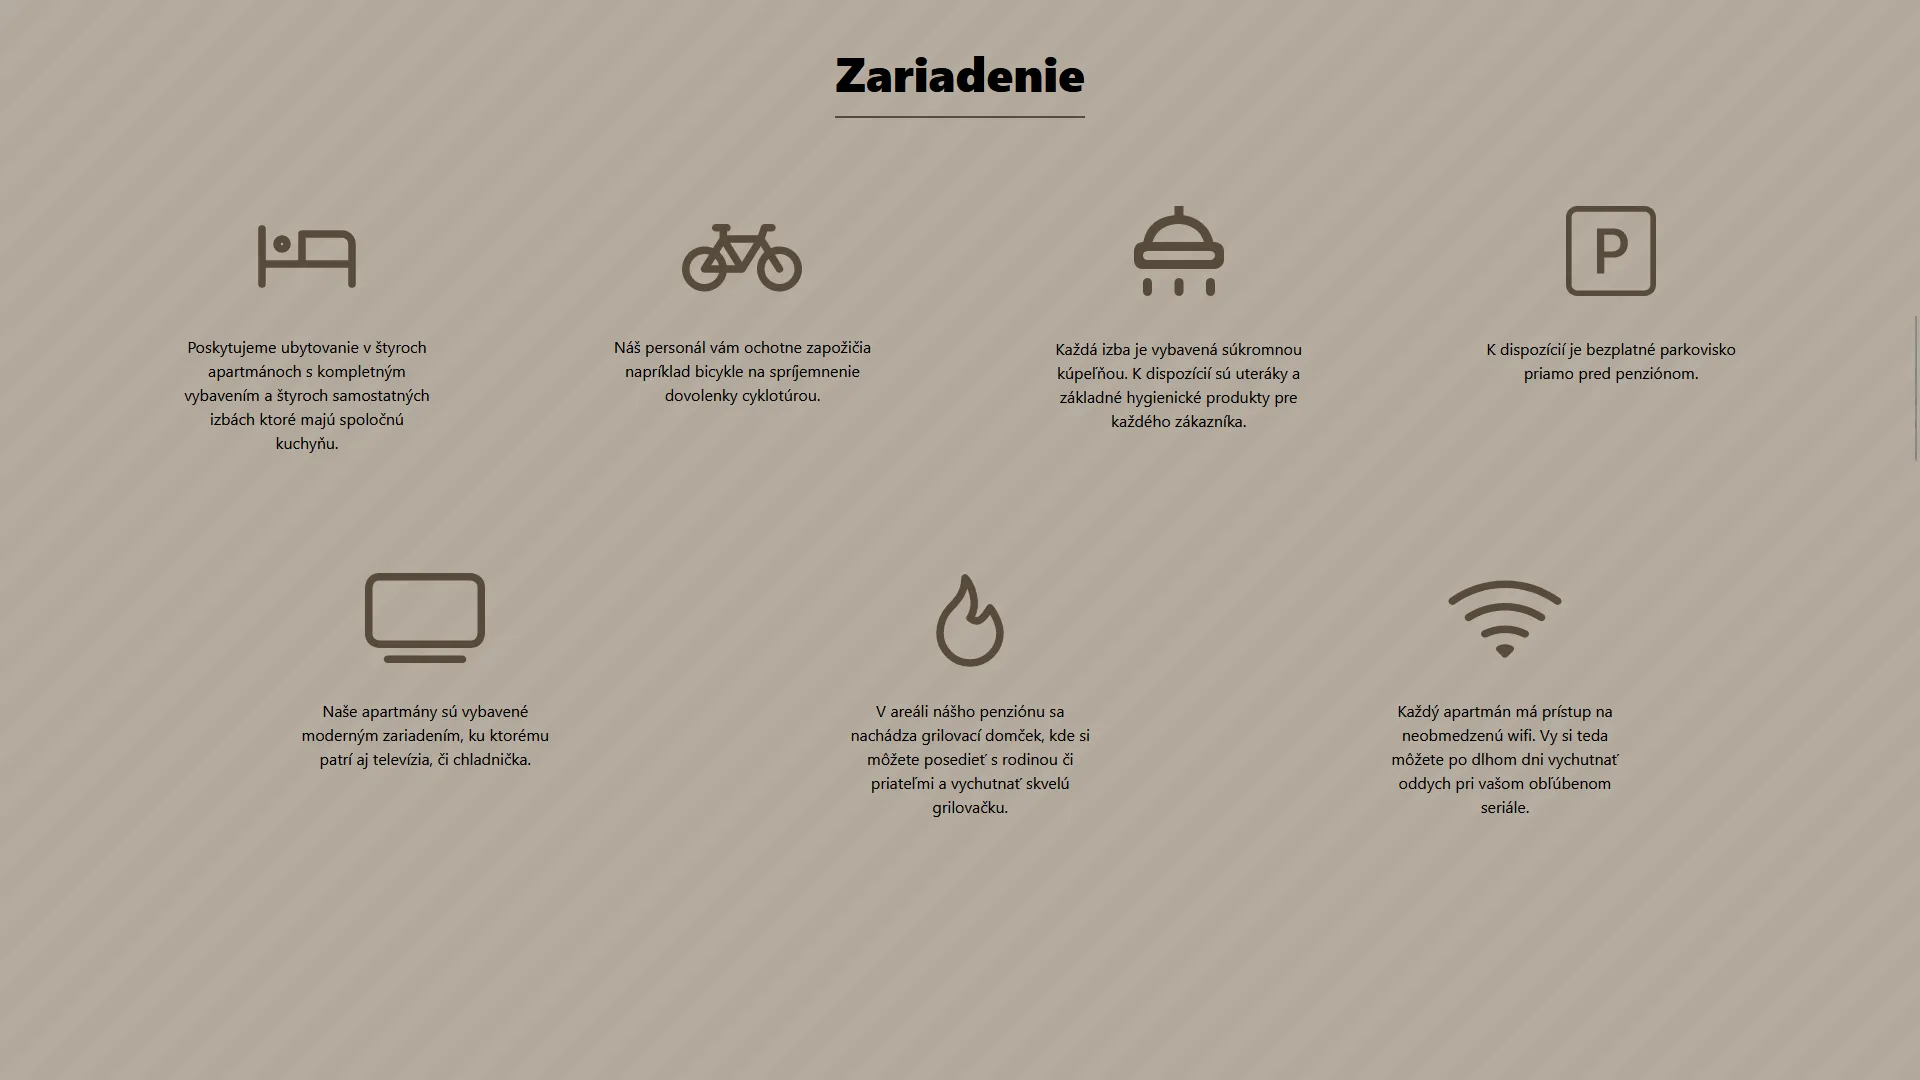 Zariadenie
P
Poskytujeme ubytovanie v štyroch
apartmánoch s kompletným
vybavením a štyroch samostatných
izbách ktoré majú spoločnú
kuchyňu.
Náš personál vám ochotne zapožičia
napríklad bicykle na spríjemnenie
dovolenky cyklotúrou.
Každá izba je vybavená súkromnou
kúpeľňou. K dispozícií sú uteráky a
základné hygienické produkty pre
každého zákazníka.
K dispozícií je bezplatné parkovisko
priamo pred penziónom.
Naše apartmány sú vybavené
moderným zariadením, ku ktorému
patrí aj televízia, či chladnička.
V areáli nášho penziónu sa
nachádza grilovací domček, kde si
môžete posedieť s rodinou či
priateľmi a vychutnať skvelú
grilovačku.
Každý apartmán má prístup na
neobmedzenú wifi. Vy si teda
môžete po dlhom dni vychutnať
oddych pri vašom obľúbenom
seriále.